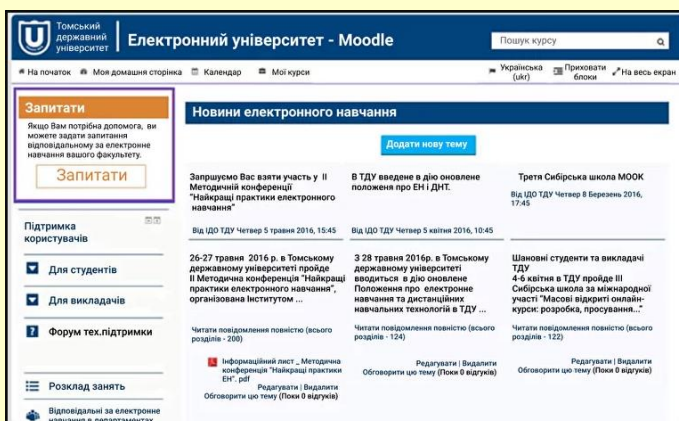 Томський
державний
університет
Електронний університет - Moodle
Пошук курсу
На початок
Моя домашня сторінка
Календар
Мої курси
Українська
(ukr)
Приховати
блоки
На весь екран
Запитати
Якщо Вам потрібна допомога, ви
можете задати запитання
відповідальному за електронне
навчання вашого факультету.
Запитати
Підтримка
користувачів
Для студентів
Для викладачів
Форум тех.підтримки
Розклад занять
Відповідальні за електронне
навчання в департаментах
Новини електронного навчання
Додати нову тему
Запршуємо Вас взяти участь у II
Методичній конференції
"Найкращі практики електронного
навчання"
Від ІДО ТДУ Четвер 5 травня 2016, 15:45
В ТДУ введене в дію оновлене
положеня про ЕН і ДНТ.
Від ІДО ТДУ Четвер 5 квітня 2016, 10:45
Третя Сибірська школа МООК
Від ІДО ТДУ Четвер 8 Березень 2016,
17:45
26-27 травня 2016 р. в Томському
державному університеті пройде
II Методична конференція "Найкращі
практики електронного навчання",
організована Інститутом ...
Читати повідомлення повністю (всього
розділів - 200)
Інформаційний лист _ Методична
конференція "Найкращі практики
ЕН". pdf
Редагувати | Видалити
Обговорити цю тему (Поки 0 відгуків)
З 28 травня 2016р. в Томському
державному університеті
вводиться в дію оновлене
Положення про електронне
навчання та дистанційних
навчальних технологій в ТДУ ...
Читати повідомлення повністю (всього
розділів - 124)
Редагувати | Видалити
Обговорити цю тему (Поки 0 відгуків)
Шановні студенти та викладачі
ТДУ
4-6 квітня в ТДУ пройде III
Сибірська школа за міжнародної
участі "Масові відкриті онлайн-
курси: розробка, просування..."
Читати повідомлення повністю (всього
розділів - 122)
Редагувати | Видалити
Обговорити цю тему (Поки 0 відгуків)